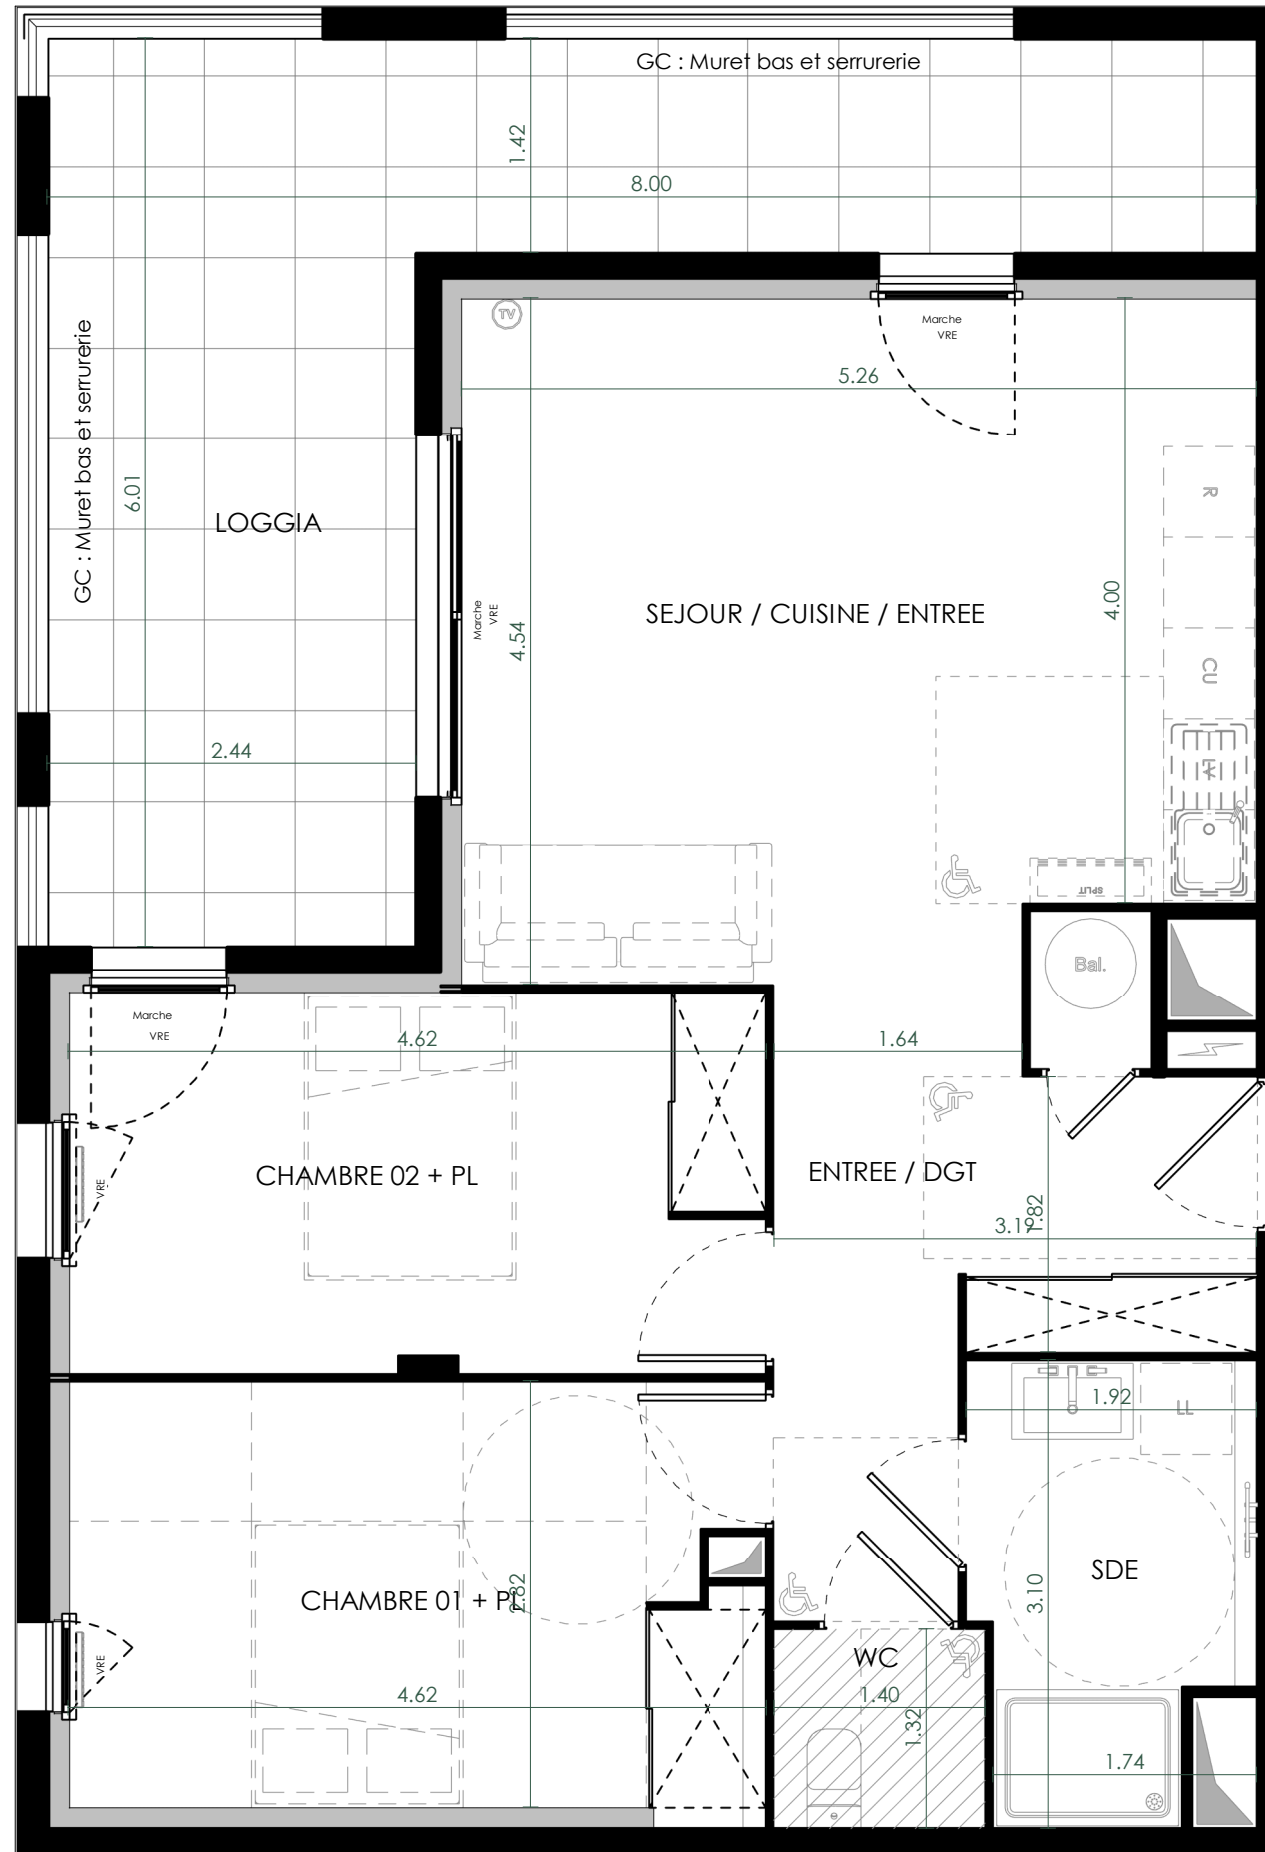 GC : Muret bas et serrurerie
1.42
8.00
TV
Marche
VRE
5.26
GC : Muret bas et serrurerie
6.01
LOGGIA
R
SEJOUR / CUISINE / ENTREE
4.00
Marche
VRE
4.54
CU
2.44
LV
SPLIT
Bal.
Marche
VRE
4.62
1.64
CHAMBRE 02 + PL
VRE
ENTREE / DGT
3.19
1.82
1.92
LL
CHAMBRE 01 + PL
2.82
SDE
3.10
VRE
WC
4.62
1.40
1.32
1.74